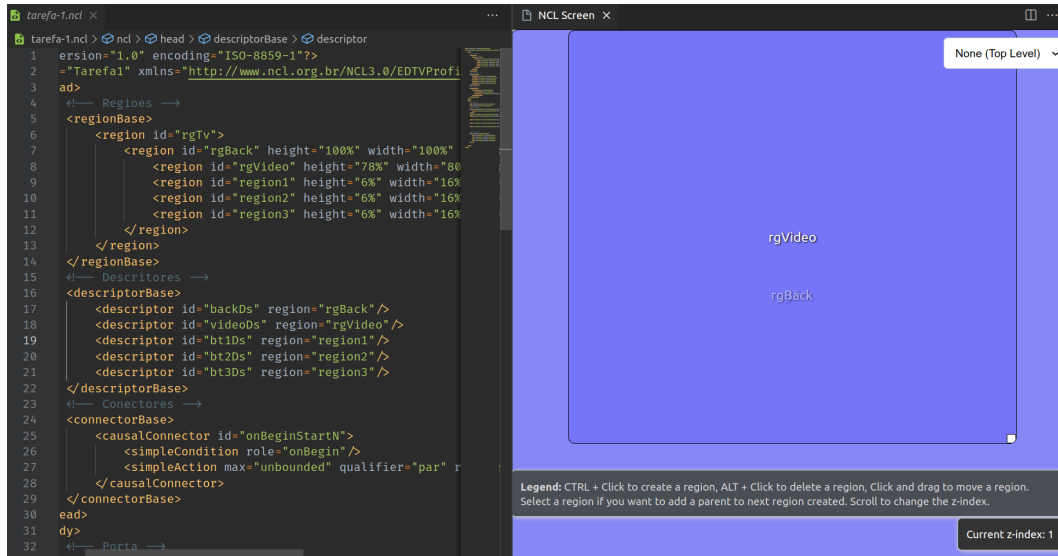 tarefa-1.ncl ×
tarefa-1.ncl > ncl > head > descriptorBase > descriptor
1 ersion="1.0" encoding="ISO-8859-1"?>
2 ="Tarefa1" xmlns="http://www.ncl.org.br/NCL3.0/EDTVProfi
3 ad>
4 <!-- Regioes -->
5 <regionBase>
6 <region id="rgTv">
7 <region id="rgBack" height="100%" width="100%"
8 <region id="rgVideo" height="78%" width="80
9 <region id="region1" height="6%" width="16%
10 <region id="region2" height="6%" width="16%
11 <region id="region3" height="6%" width="16%
12 </region>
13 </region>
14 </regionBase>
15 <!-- Descritores -->
16 <descriptorBase>
17 <descriptor id="backDs" region="rgBack"/>
18 <descriptor id="videoDs" region="rgVideo"/>
19 <descriptor id="bt1Ds" region="region1"/>
20 <descriptor id="bt2Ds" region="region2"/>
21 <descriptor id="bt3Ds" region="region3"/>
22 </descriptorBase>
23 <!-- Conectores -->
24 <connectorBase>
25 <causalConnector id="onBeginStartN">
26 <simpleCondition role="onBegin"/>
27 <simpleAction max="unbounded" qualifier="par" r
28 </causalConnector>
29 </connectorBase>
30 ead>
31 dy>
32 <!-- Porta -->
NCL Screen ×
None (Top Level)
rgVideo
rgBack
Legend: CTRL + Click to create a region, ALT + Click to delete a region, Click and drag to move a region.
Select a region if you want to add a parent to next region created. Scroll to change the z-index.
Current z-index: 1